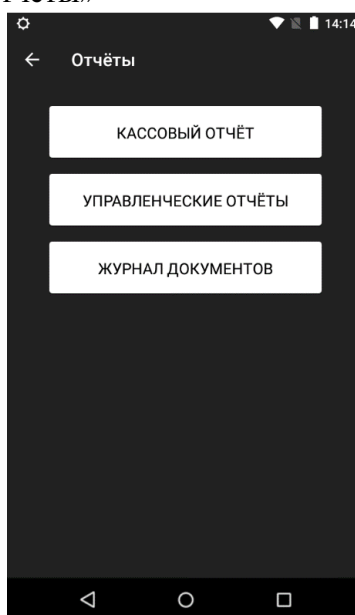 14:14
Отчёты
КАССОВЫЙ ОТЧЁТ
УПРАВЛЕНЧЕСКИЕ ОТЧЁТЫ
ЖУРНАЛ ДОКУМЕНТОВ